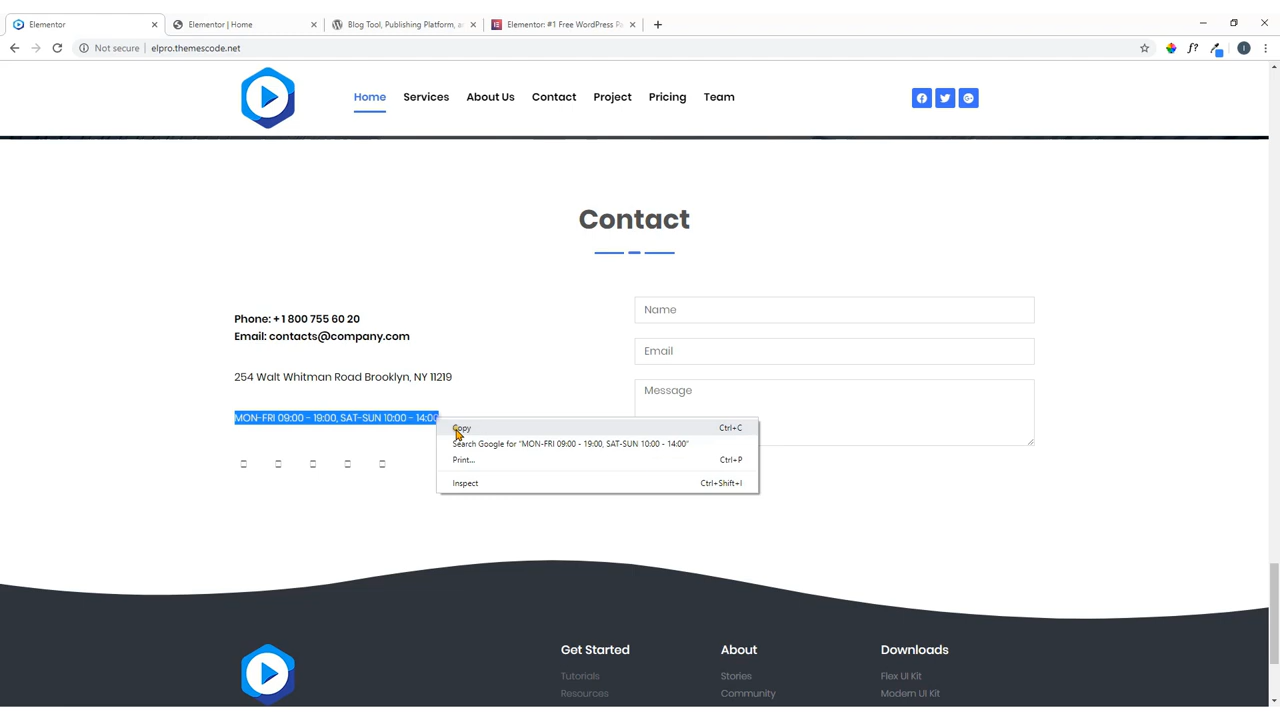 Elementor
Elementor | Home
Blog Tool, Publishing Platform, a
Elementor: #1 Free WordPress P
Not secure
elpro.themescode.net
f?
I
Home
Services
About Us
Contact
Project
Pricing
Team
Contact
Phone: + 1 800 755 60 20
Email: contacts@company.com
254 Walt Whitman Road Brooklyn, NY 11219
MON-FRI 09:00 - 19:00, SAT-SUN 10:00 - 14:00
Name
Email
Message
Copy Ctrl+C
Search Google for “MON-FRI 09:00 - 19:00, SAT-SUN 10:00 - 14:00”
Print... Ctrl+P
Inspect Ctrl+Shift+I
Get Started
Tutorials
Resources
About
Stories
Community
Downloads
Flex UI Kit
Modern UI Kit